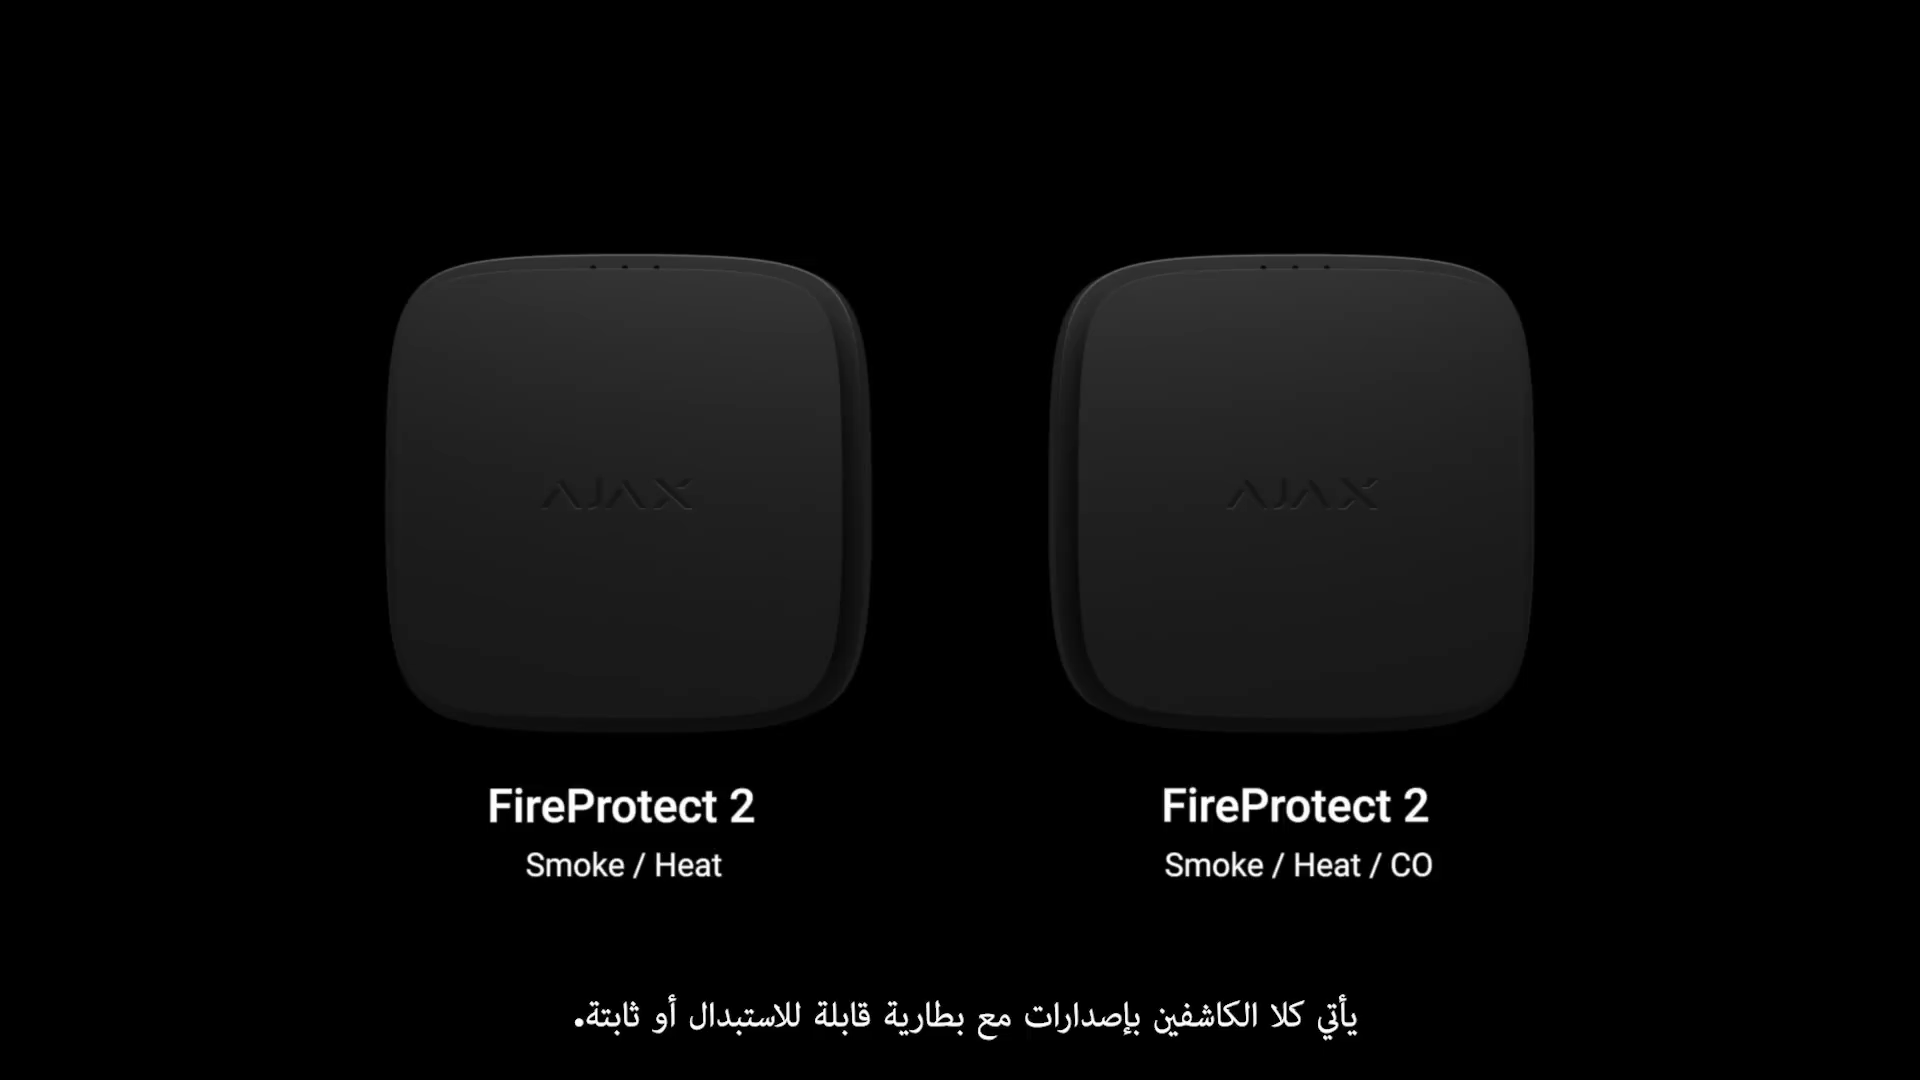 AJAX
AJAX
FireProtect 2
Smoke / Heat
FireProtect 2
Smoke / Heat / CO
يأتي كلا الكاشفين بإصدارات مع بطارية قابلة للاستبدال أو ثابتة.